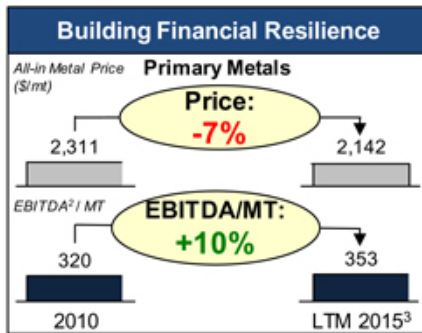 Building Financial Resilience
All-in Metal Price
($/mt)
Primary Metals
Price:
-7%
2,311
2,142
EBITDA² / MT
EBITDA/MT:
+10%
320
353
2010
LTM 2015³